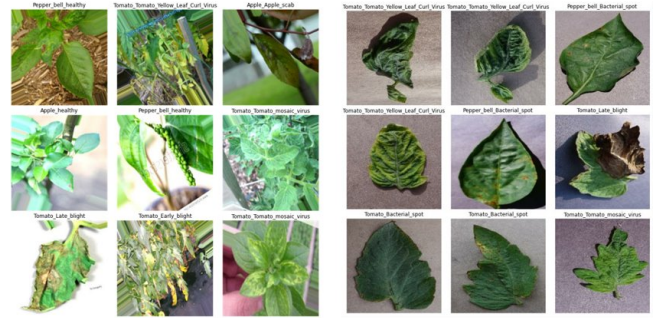 Pepper_bell_healthy
Tomato_Tomato_Yellow_Leaf_Curl_Virus
Apple_Apple_scab
Apple_healthy
Pepper_bell_healthy
Tomato_Tomato_mosaic_virus
Tomato_Late_blight
Tomato_Early_blight
Tomato_Tomato_mosaic_virus
Tomato_Tomato_Yellow_Leaf_Curl_Virus
Tomato_Tomato_Yellow_Leaf_Curl_Virus
Pepper_bell_Bacterial_spot
Tomato_Tomato_Yellow_Leaf_Curl_Virus
Pepper_bell_Bacterial_spot
Tomato_Late_blight
Tomato_Bacterial_spot
Tomato_Bacterial_spot
Tomato_Tomato_mosaic_virus